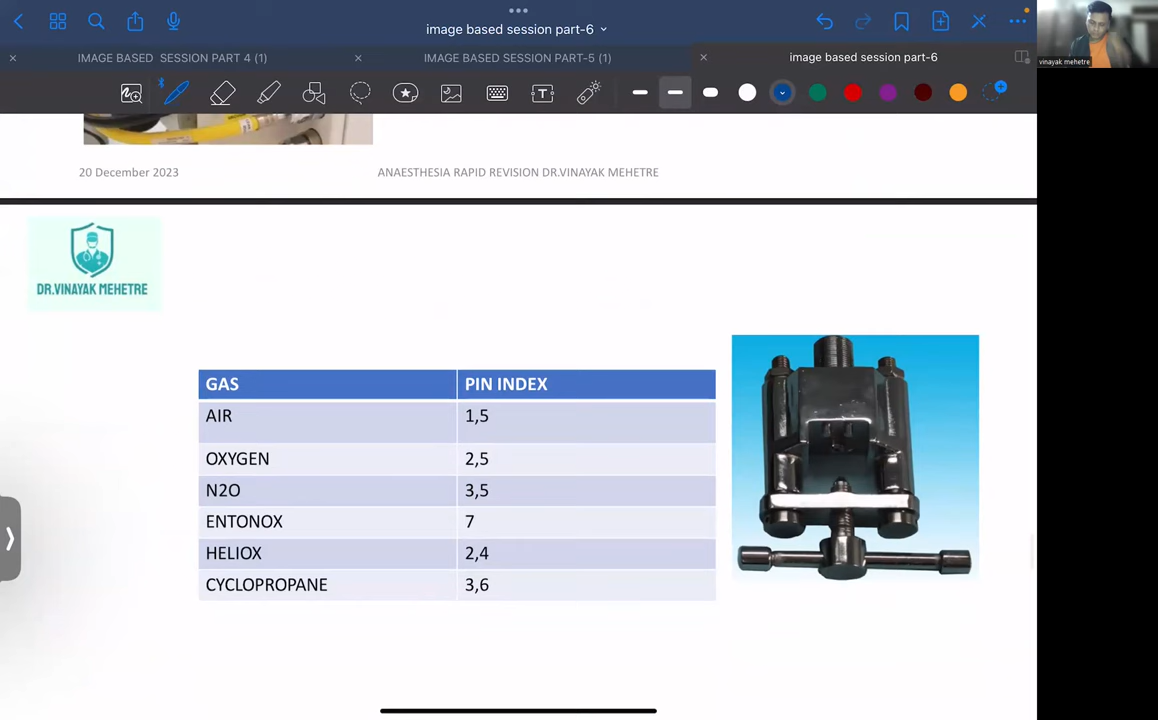 image based session part-6
IMAGE BASED SESSION PART 4 (1)
IMAGE BASED SESSION PART-5 (1)
image based session part-6
vinayak mehetre
20 December 2023
ANAESTHESIA RAPID REVISION DR.VINAYAK MEHETRE
DR.VINAYAK MEHETRE
GAS PIN INDEX
AIR 1,5
OXYGEN 2,5
N2O 3,5
ENTONOX 7
HELIOX 2,4
CYCLOPROPANE 3,6